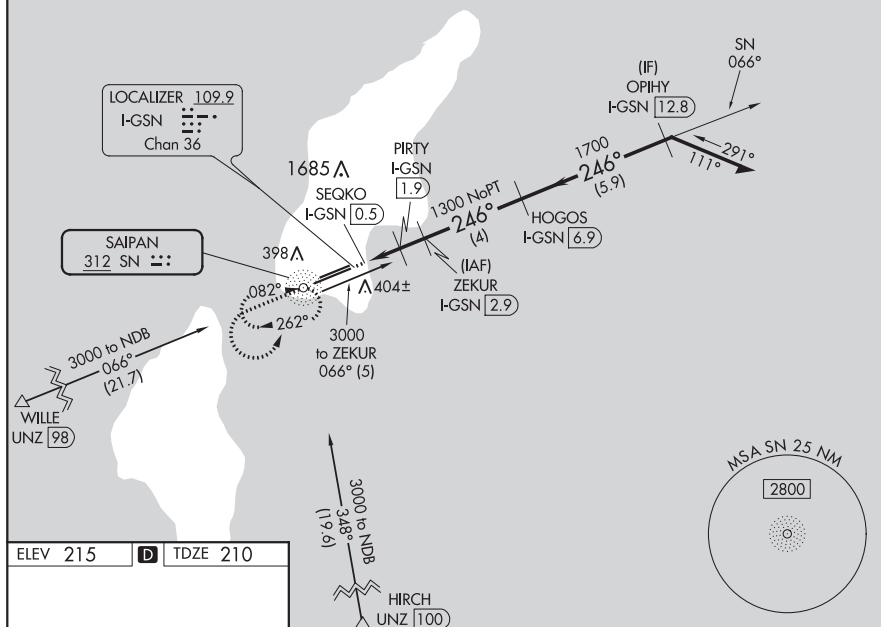 SN
066°
(IF)
OPIHY
I-GSN 12.8
291°
111°
LOCALIZER 109.9
I-GSN
Chan 36
1700
246°
(5.9)
PIRTY
I-GSN
1.9
1685
SEQKO
I-GSN 0.5
1300 NoPT
246°
(4)
HOGOS
I-GSN 6.9
SAIPAN
312 SN
398
(IAF)
ZEKUR
I-GSN 2.9
082°
404±
262°
3000
to ZEKUR
066° (5)
3000 to NDB
066°
(21.7)
WILLE
UNZ 98
MSA SN 25 NM
2800
3000 to NDB
348°
(19.6)
ELEV 215 D TDZE 210
HIRCH
UNZ 100